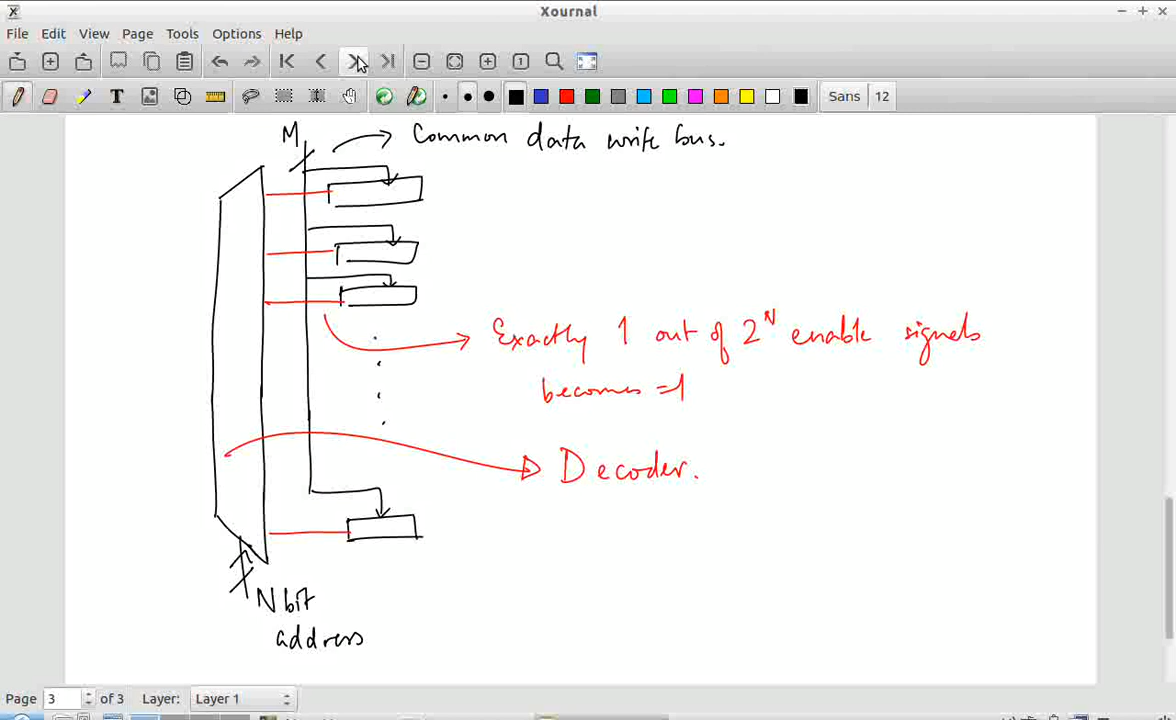 Xournal
File Edit View Page Tools Options Help
Sans 12
M
Common data write bus.
Exactly 1 out of 2^N enable signals
becomes =1
Decoder.
N bit
address
Page 3 of 3 Layer: Layer 1